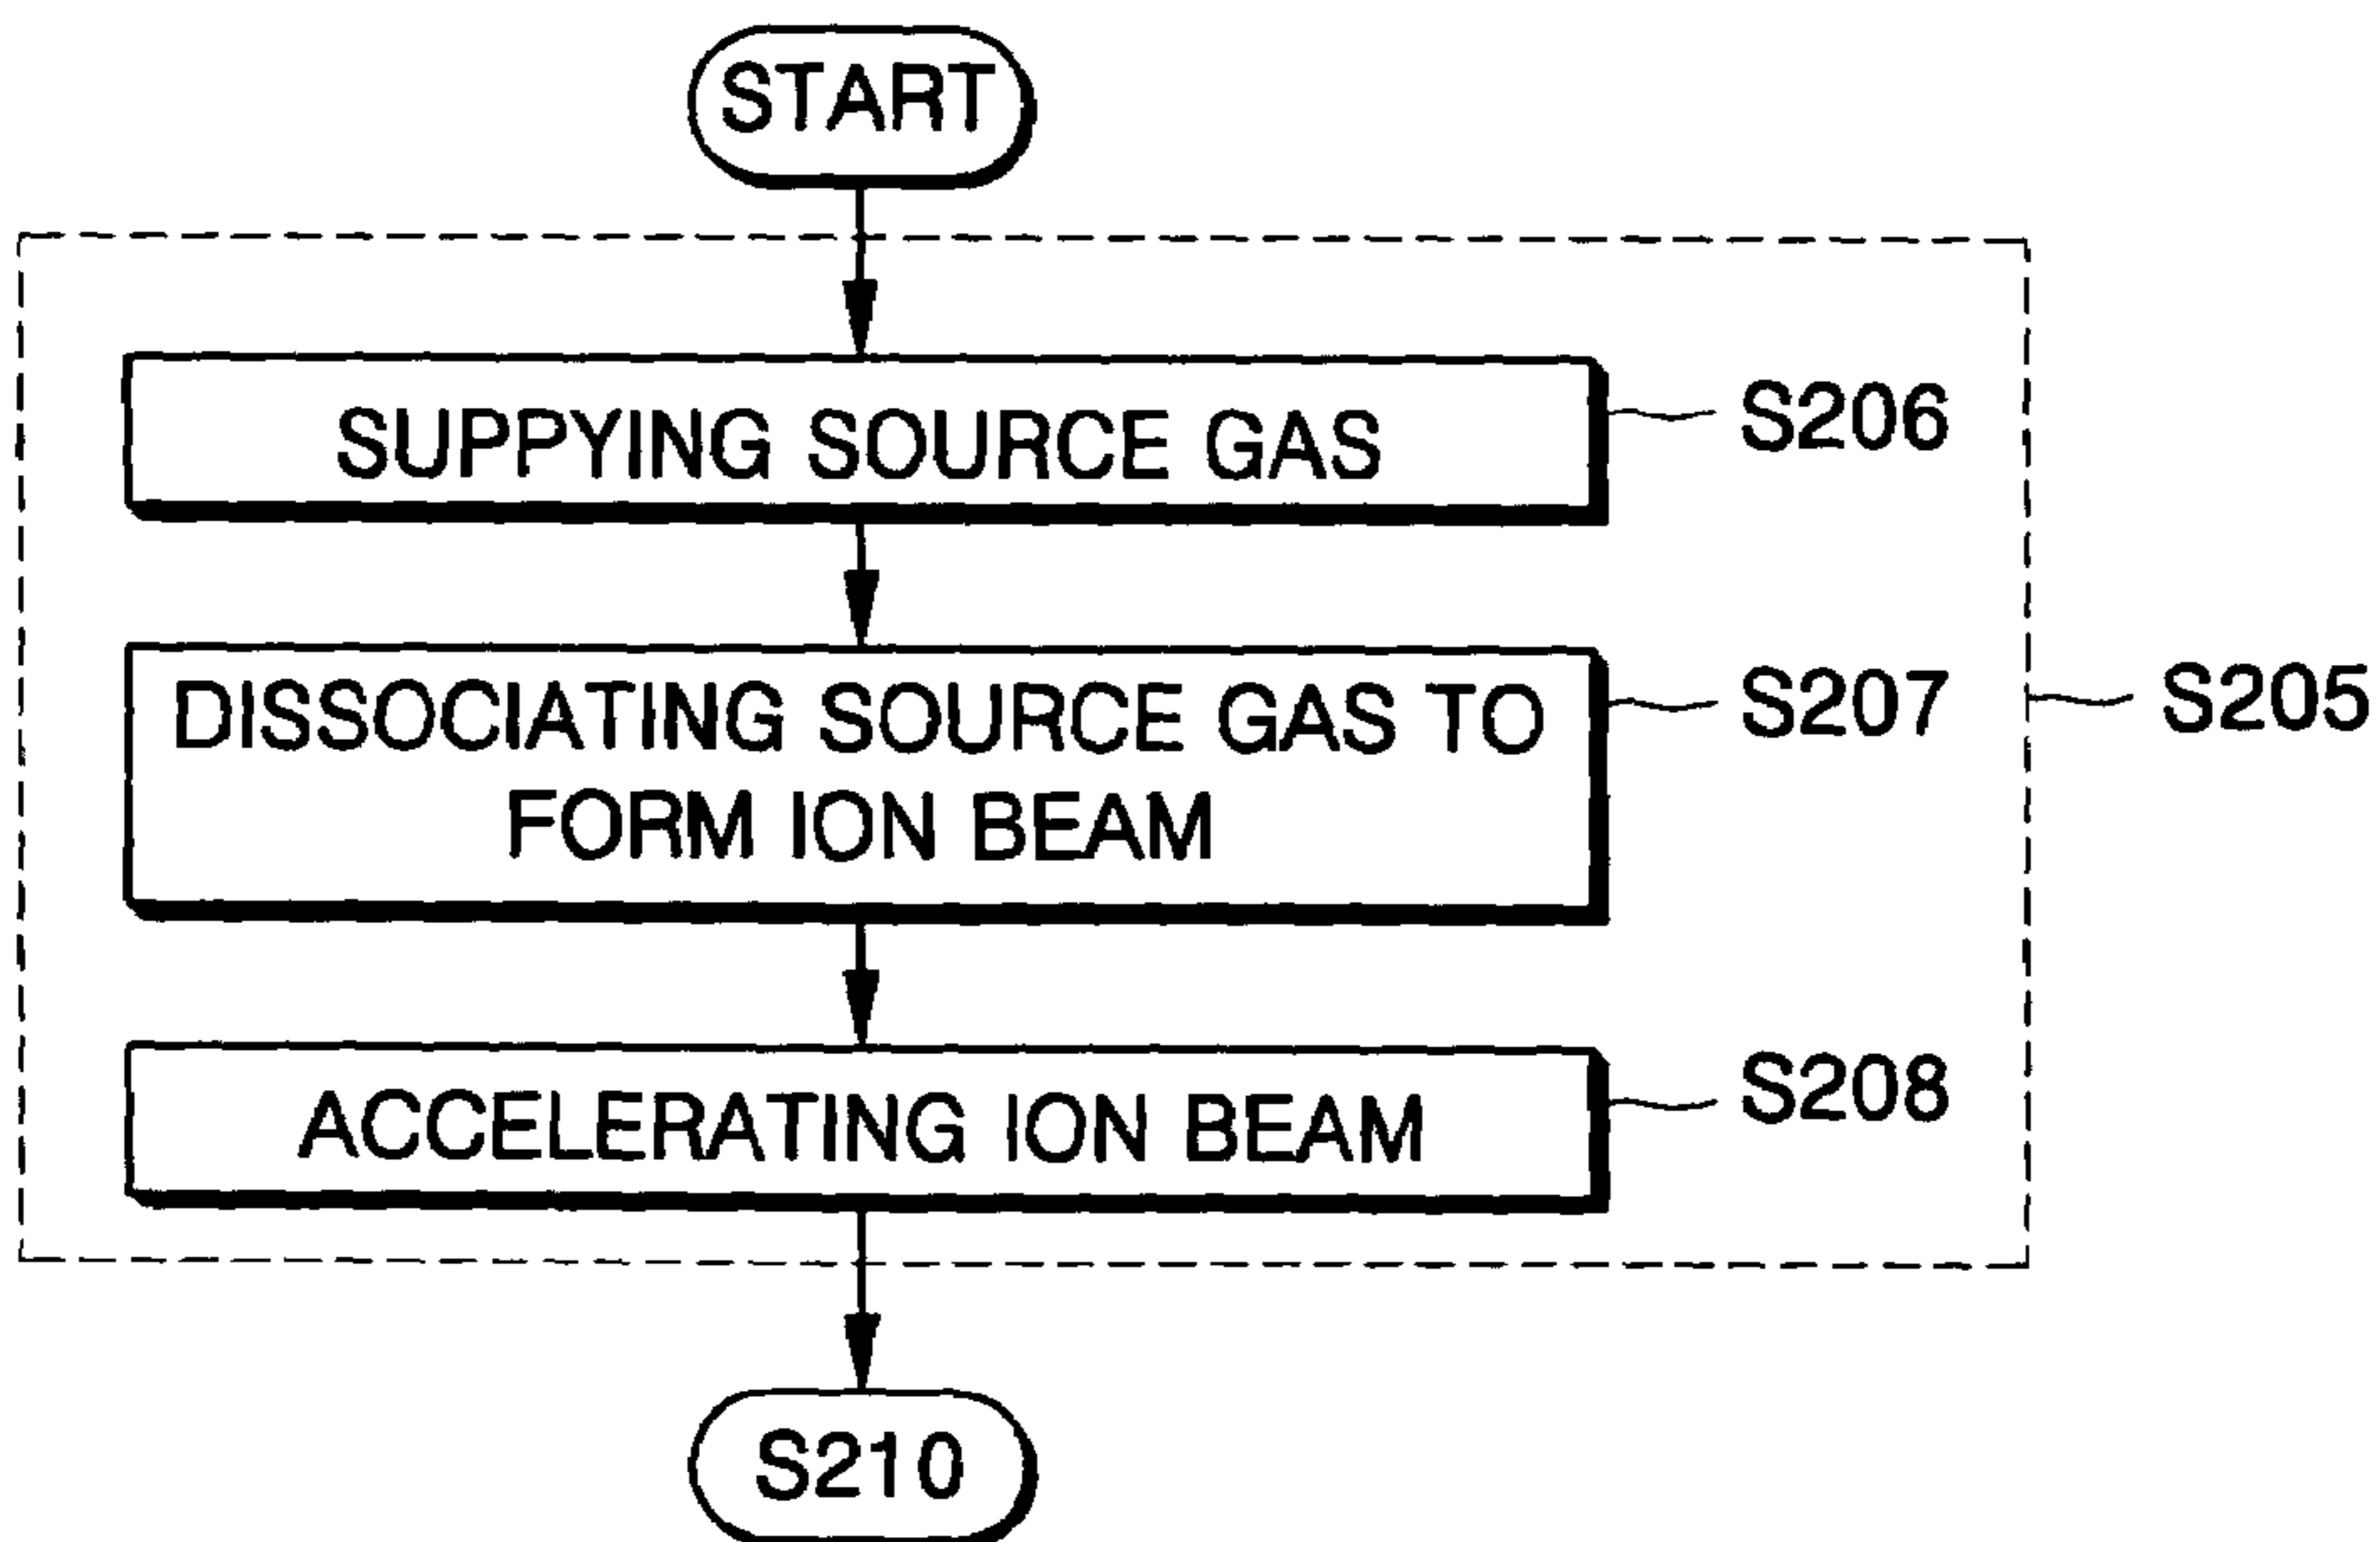 START
SUPPYING SOURCE GAS
S206
DISSOCIATING SOURCE GAS TO
FORM ION BEAM
S207
S205
ACCELERATING ION BEAM
S208
S210